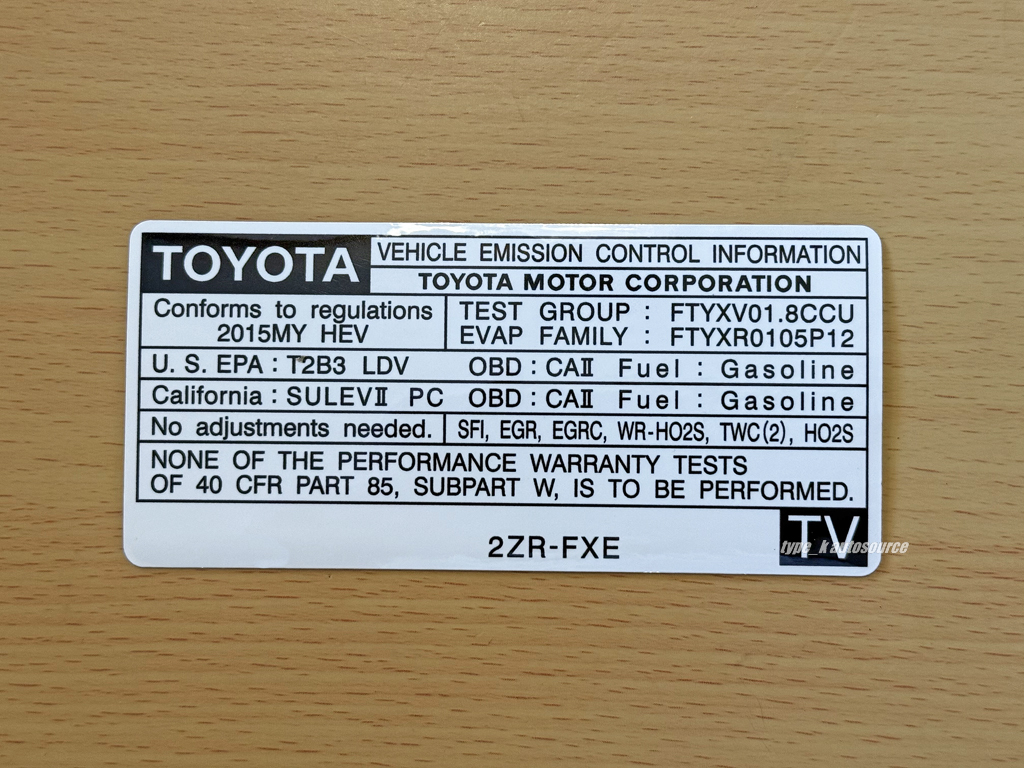 TOYOTA VEHICLE EMISSION CONTROL INFORMATION
TOYOTA MOTOR CORPORATION
Conforms to regulations
2015MY HEV
TEST GROUP : FTYXV01.8CCU
EVAP FAMILY : FTYXR0105P12
U. S. EPA : T2B3 LDV OBD : CAⅡ Fuel : Gasoline
California : SULEVⅡ PC OBD : CAⅡ Fuel : Gasoline
No adjustments needed. SFI, EGR, EGRC, WR-HO2S, TWC(2), HO2S
NONE OF THE PERFORMANCE WARRANTY TESTS
OF 40 CFR PART 85, SUBPART W, IS TO BE PERFORMED.
2ZR-FXE
TV
type_k autosource